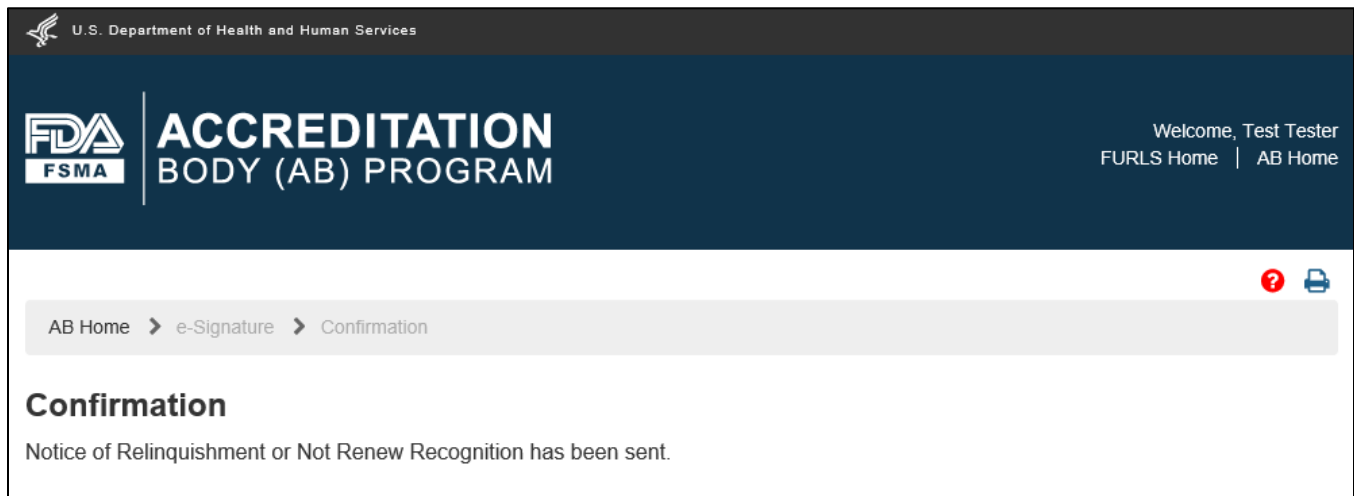 U.S. Department of Health and Human Services
FDA
FSMA
ACCREDITATION
BODY (AB) PROGRAM
Welcome, Test Tester
FURLS Home | AB Home
?
AB Home > e-Signature > Confirmation
Confirmation
Notice of Relinquishment or Not Renew Recognition has been sent.